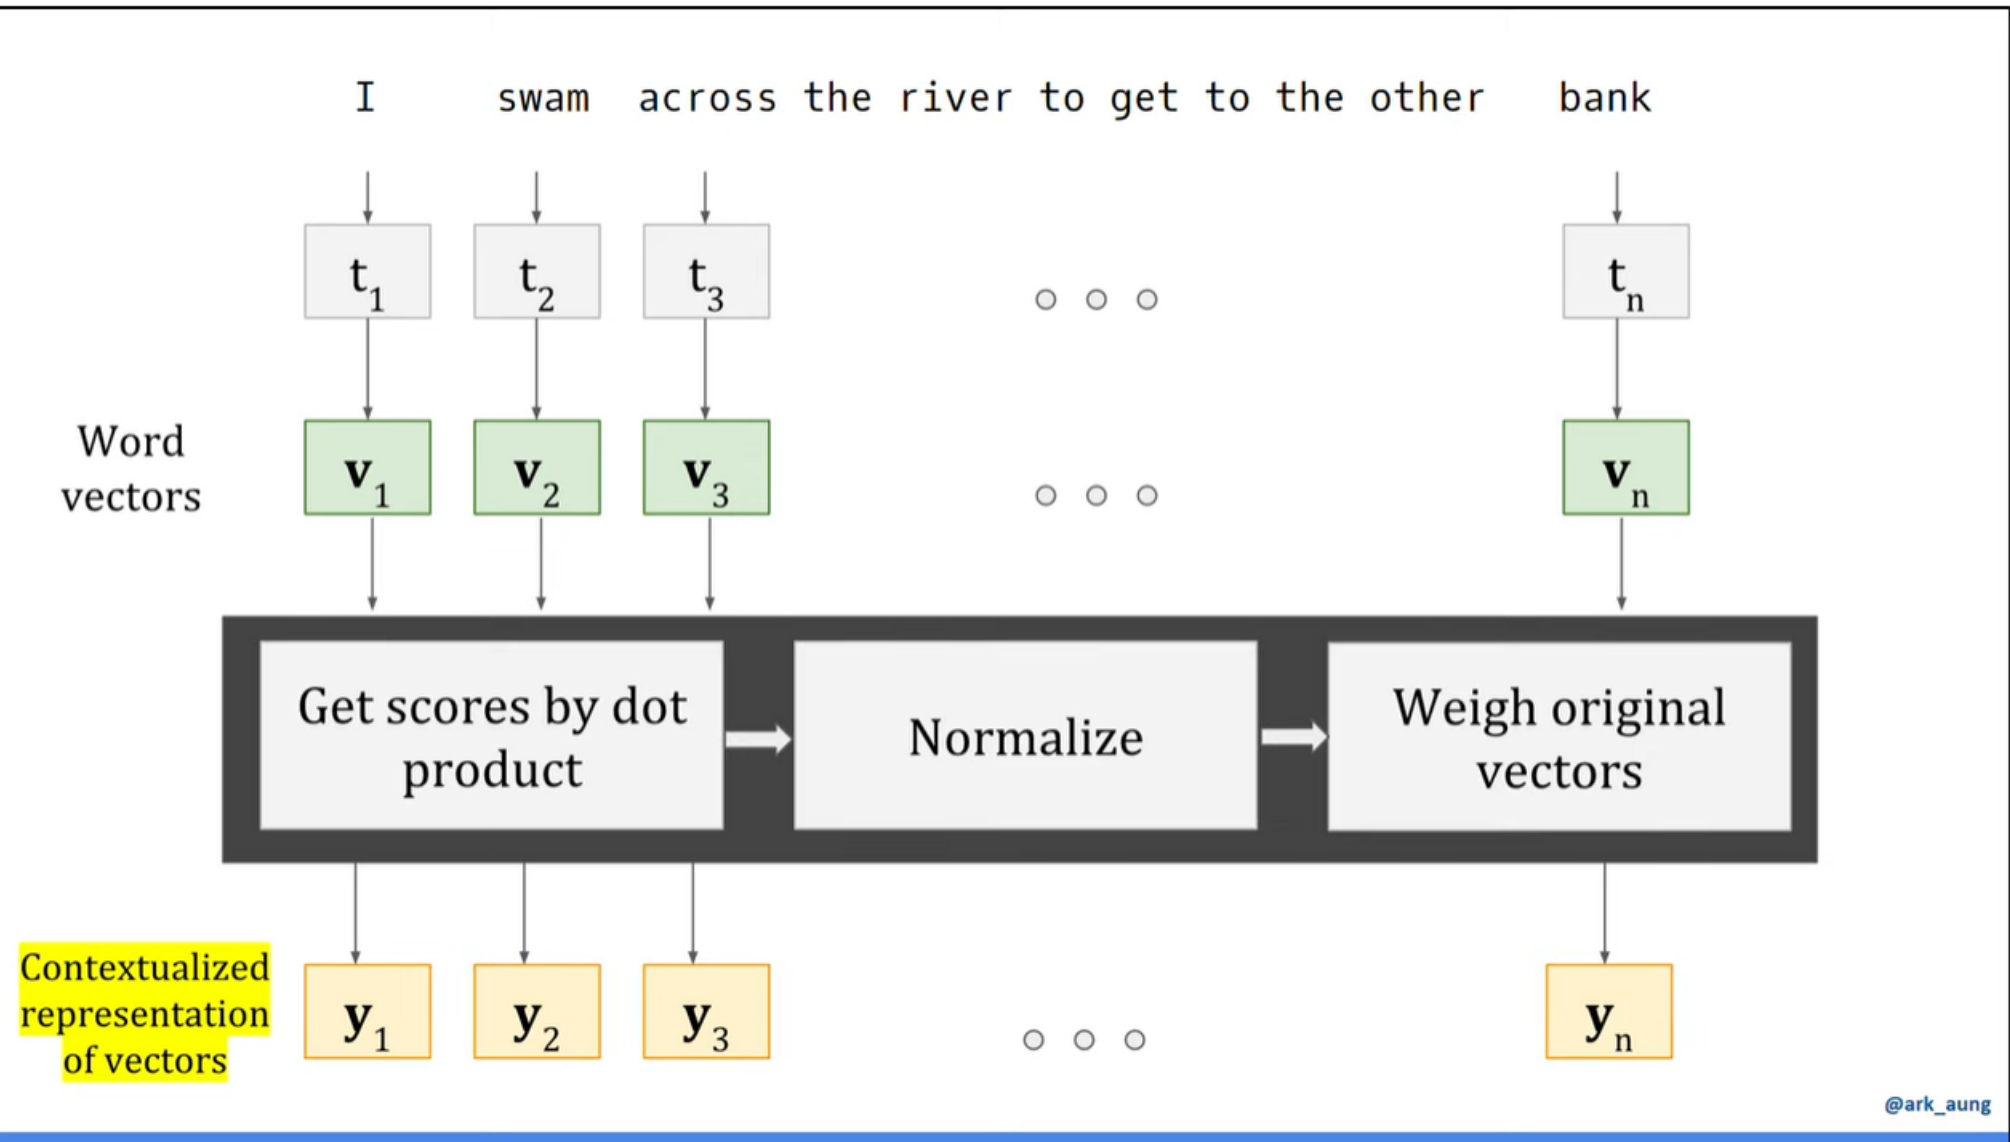 I swam across the river to get to the other bank
t1 t2 t3 tn
Word
vectors
v1 v2 v3 vn
Get scores by dot
product
Normalize
Weigh original
vectors
Contextualized
representation
of vectors
y1 y2 y3 yn
@ark_aung